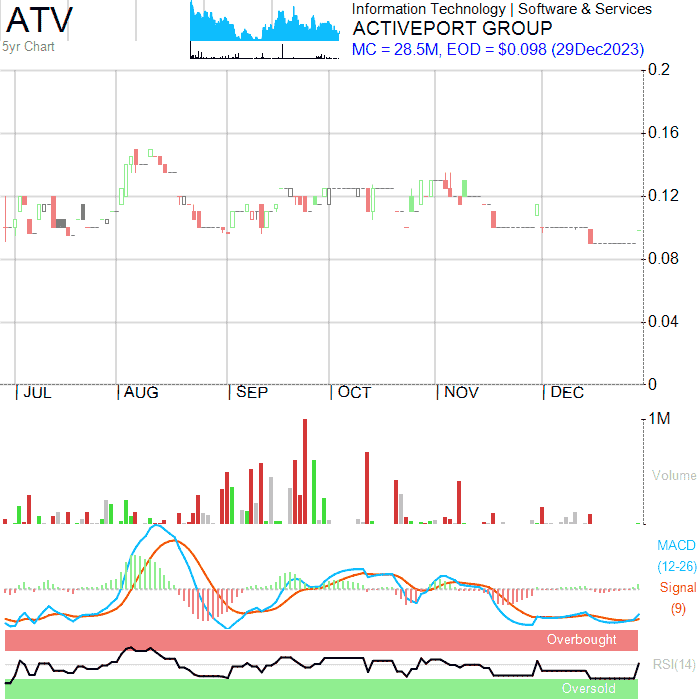 ATV
5yr Chart
Information Technology | Software & Services
ACTIVEPORT GROUP
MC = 28.5M, EOD = $0.098 (29Dec2023)
0.2
0.16
0.12
0.08
0.04
0
JUL AUG SEP OCT NOV DEC
1M
Volume
MACD
(12-26)
Signal
(9)
Overbought
RSI(14)
Oversold